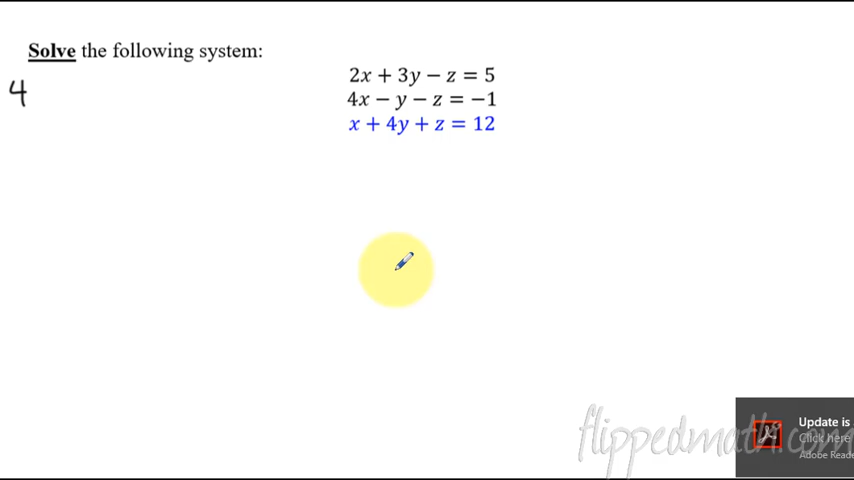 Solve the following system:
4
2x + 3y − z = 5
4x − y − z = −1
x + 4y + z = 12
flippedmath.com
Update is
Click here
Adobe Reade